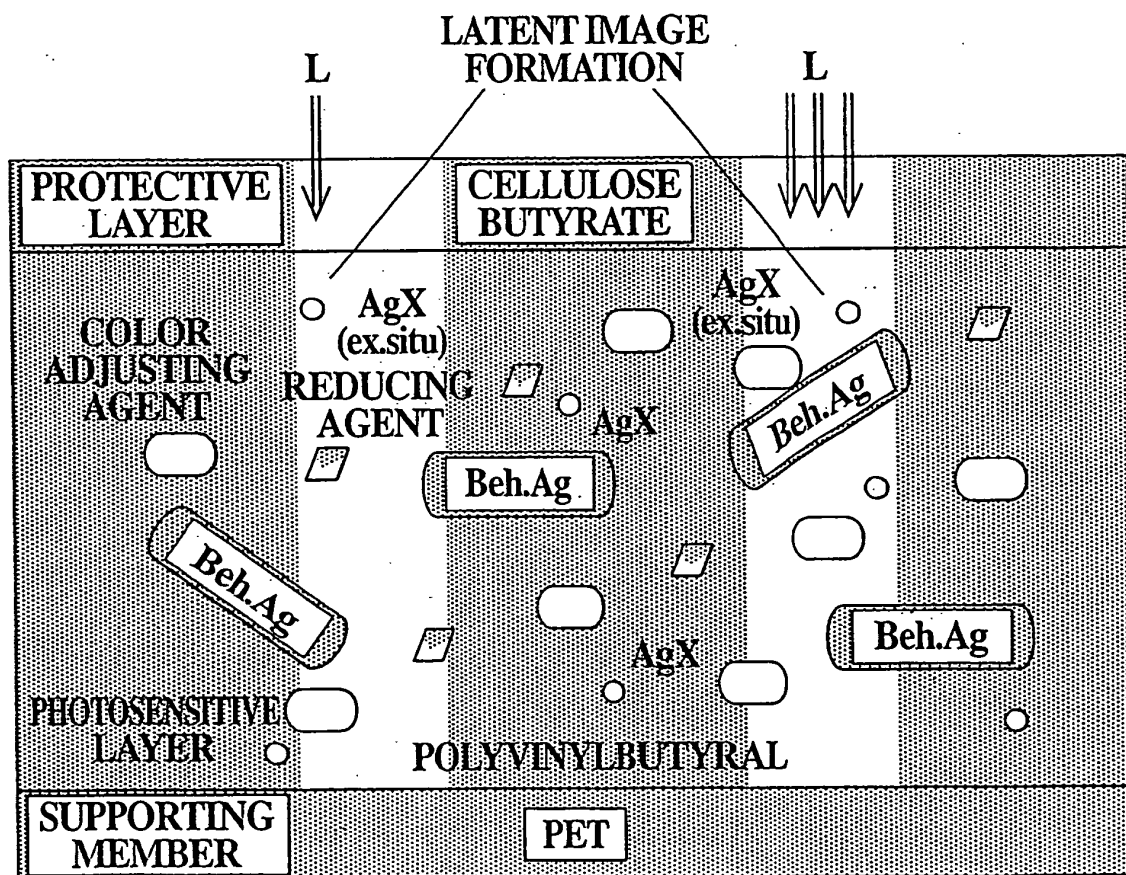 LATENT IMAGE
FORMATION
L
L
PROTECTIVE
LAYER
CELLULOSE
BUTYRATE
AgX
(ex.situ)
AgX
(ex.situ)
COLOR
ADJUSTING
AGENT
REDUCING
AGENT
AgX
Beh.Ag
Beh.Ag
Beh.Ag
Beh.Ag
AgX
PHOTOSENSITIVE
LAYER
POLYVINYLBUTYRAL
SUPPORTING
MEMBER
PET